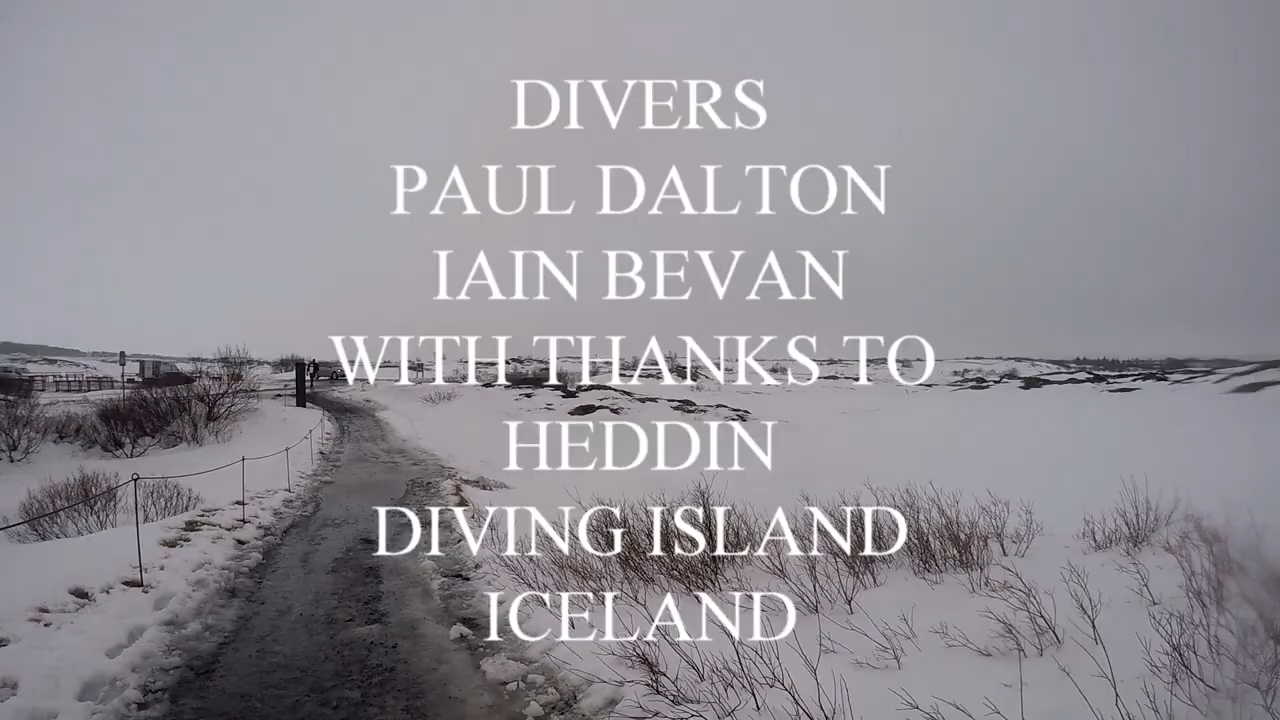 DIVERS
PAUL DALTON
IAIN BEVAN
WITH THANKS TO
HEDDIN
DIVING ISLAND
ICELAND